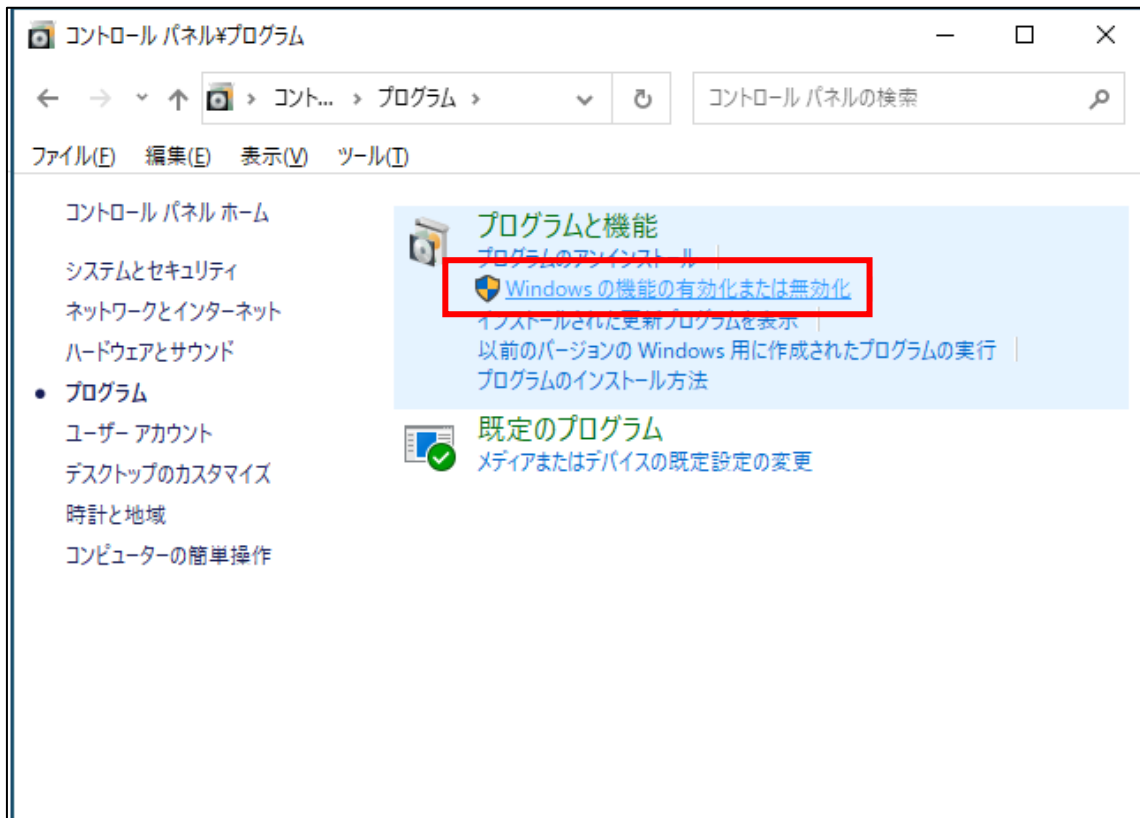 コントロール パネル¥プログラム
コント... › プログラム ›
コントロール パネルの検索
ファイル(F) 編集(E) 表示(V) ツール(T)
コントロール パネル ホーム
システムとセキュリティ
ネットワークとインターネット
ハードウェアとサウンド
プログラム
ユーザー アカウント
デスクトップのカスタマイズ
時計と地域
コンピューターの簡単操作
プログラムと機能
プログラムのアンインストール
Windows の機能の有効化または無効化
インストールされた更新プログラムを表示
以前のバージョンの Windows 用に作成されたプログラムの実行
プログラムのインストール方法
既定のプログラム
メディアまたはデバイスの既定設定の変更